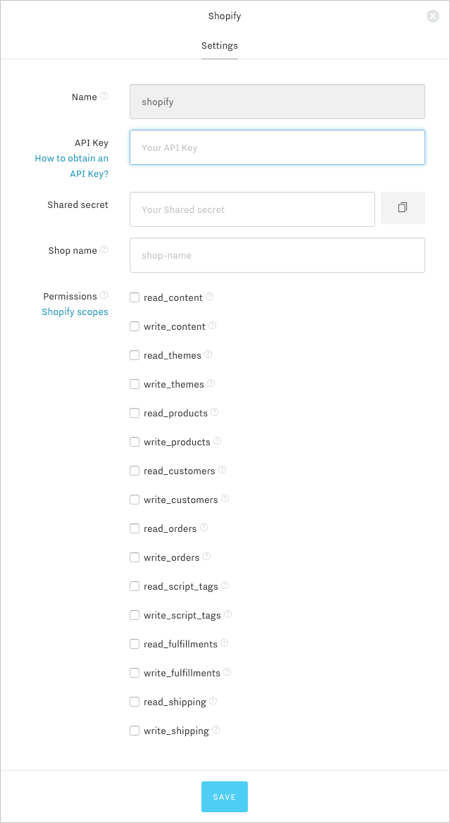 Shopify
Settings
Name
shopify
API Key
How to obtain an
API Key?
Your API Key
Shared secret
Your Shared secret
Shop name
shop-name
Permissions
Shopify scopes
read_content
write_content
read_themes
write_themes
read_products
write_products
read_customers
write_customers
read_orders
write_orders
read_script_tags
write_script_tags
read_fulfillments
write_fulfillments
read_shipping
write_shipping
SAVE